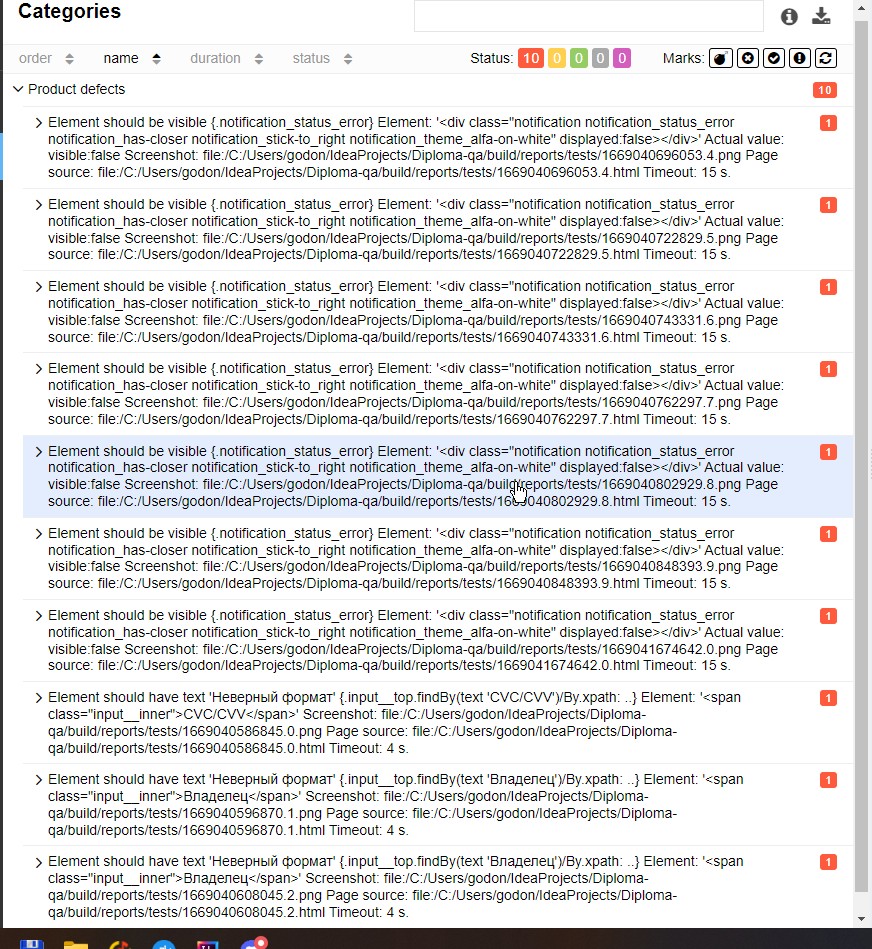 Categories
order name duration status Status: 10 0 0 0 0 Marks:
Product defects 10
Element should be visible {.notification_status_error} Element: '<div class="notification notification_status_error 1
notification_has-closer notification_stick-to_right notification_theme_alfa-on-white" displayed:false></div>' Actual value:
visible:false Screenshot: file:/C:/Users/godon/IdeaProjects/Diploma-qa/build/reports/tests/1669040696053.4.png Page
source: file:/C:/Users/godon/IdeaProjects/Diploma-qa/build/reports/tests/1669040696053.4.html Timeout: 15 s.
Element should be visible {.notification_status_error} Element: '<div class="notification notification_status_error 1
notification_has-closer notification_stick-to_right notification_theme_alfa-on-white" displayed:false></div>' Actual value:
visible:false Screenshot: file:/C:/Users/godon/IdeaProjects/Diploma-qa/build/reports/tests/1669040722829.5.png Page
source: file:/C:/Users/godon/IdeaProjects/Diploma-qa/build/reports/tests/1669040722829.5.html Timeout: 15 s.
Element should be visible {.notification_status_error} Element: '<div class="notification notification_status_error 1
notification_has-closer notification_stick-to_right notification_theme_alfa-on-white" displayed:false></div>' Actual value:
visible:false Screenshot: file:/C:/Users/godon/IdeaProjects/Diploma-qa/build/reports/tests/1669040743331.6.png Page
source: file:/C:/Users/godon/IdeaProjects/Diploma-qa/build/reports/tests/1669040743331.6.html Timeout: 15 s.
Element should be visible {.notification_status_error} Element: '<div class="notification notification_status_error 1
notification_has-closer notification_stick-to_right notification_theme_alfa-on-white" displayed:false></div>' Actual value:
visible:false Screenshot: file:/C:/Users/godon/IdeaProjects/Diploma-qa/build/reports/tests/1669040762297.7.png Page
source: file:/C:/Users/godon/IdeaProjects/Diploma-qa/build/reports/tests/1669040762297.7.html Timeout: 15 s.
Element should be visible {.notification_status_error} Element: '<div class="notification notification_status_error 1
notification_has-closer notification_stick-to_right notification_theme_alfa-on-white" displayed:false></div>' Actual value:
visible:false Screenshot: file:/C:/Users/godon/IdeaProjects/Diploma-qa/build/reports/tests/1669040802929.8.png Page
source: file:/C:/Users/godon/IdeaProjects/Diploma-qa/build/reports/tests/1669040802929.8.html Timeout: 15 s.
Element should be visible {.notification_status_error} Element: '<div class="notification notification_status_error 1
notification_has-closer notification_stick-to_right notification_theme_alfa-on-white" displayed:false></div>' Actual value:
visible:false Screenshot: file:/C:/Users/godon/IdeaProjects/Diploma-qa/build/reports/tests/1669040848393.9.png Page
source: file:/C:/Users/godon/IdeaProjects/Diploma-qa/build/reports/tests/1669040848393.9.html Timeout: 15 s.
Element should be visible {.notification_status_error} Element: '<div class="notification notification_status_error 1
notification_has-closer notification_stick-to_right notification_theme_alfa-on-white" displayed:false></div>' Actual value:
visible:false Screenshot: file:/C:/Users/godon/IdeaProjects/Diploma-qa/build/reports/tests/1669041674642.0.png Page
source: file:/C:/Users/godon/IdeaProjects/Diploma-qa/build/reports/tests/1669041674642.0.html Timeout: 15 s.
Element should have text 'Неверный формат' {.input__top.findBy(text 'CVC/CVV')/By.xpath: ..} Element: '<span 1
class="input__inner">CVC/CVV</span>' Screenshot: file:/C:/Users/godon/IdeaProjects/Diploma-
qa/build/reports/tests/1669040586845.0.png Page source: file:/C:/Users/godon/IdeaProjects/Diploma-
qa/build/reports/tests/1669040586845.0.html Timeout: 4 s.
Element should have text 'Неверный формат' {.input__top.findBy(text 'Владелец')/By.xpath: ..} Element: '<span 1
class="input__inner">Владелец</span>' Screenshot: file:/C:/Users/godon/IdeaProjects/Diploma-
qa/build/reports/tests/1669040596870.1.png Page source: file:/C:/Users/godon/IdeaProjects/Diploma-
qa/build/reports/tests/1669040596870.1.html Timeout: 4 s.
Element should have text 'Неверный формат' {.input__top.findBy(text 'Владелец')/By.xpath: ..} Element: '<span 1
class="input__inner">Владелец</span>' Screenshot: file:/C:/Users/godon/IdeaProjects/Diploma-
qa/build/reports/tests/1669040608045.2.png Page source: file:/C:/Users/godon/IdeaProjects/Diploma-
qa/build/reports/tests/1669040608045.2.html Timeout: 4 s.